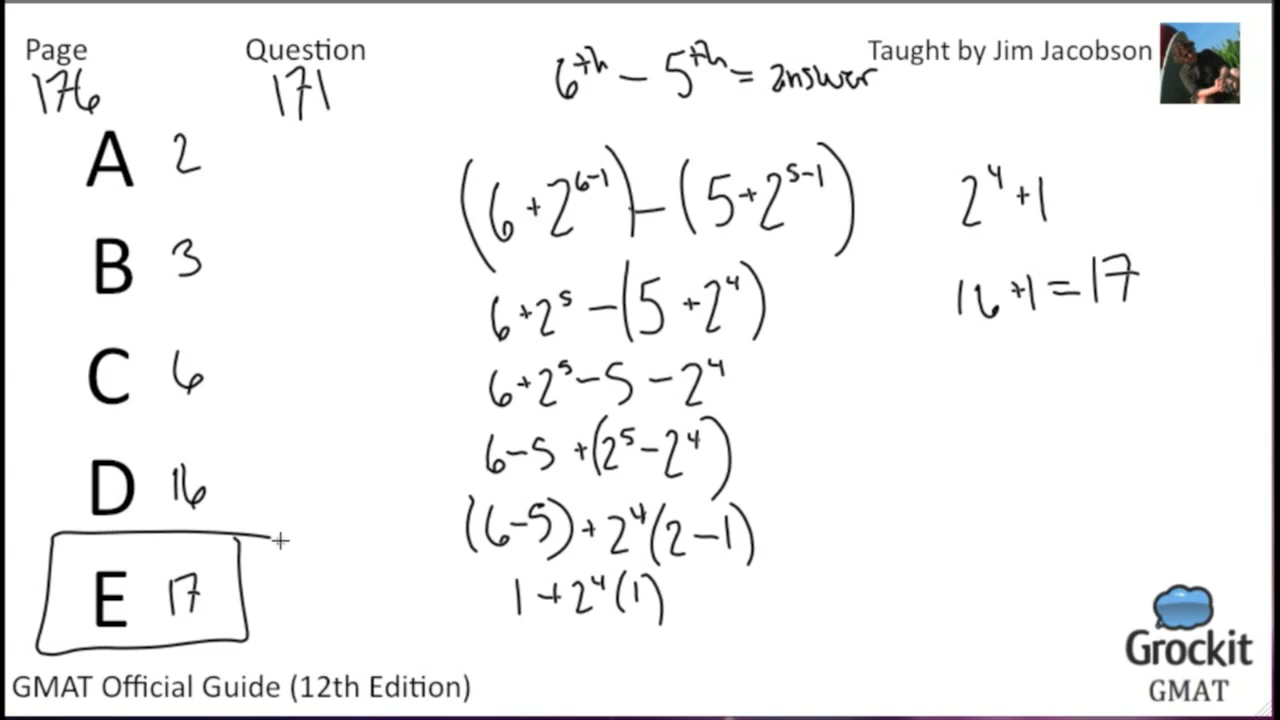 Page
176
Question
171
6th - 5th = answer
Taught by Jim Jacobson
A 2
B 3
C 6
D 16
E 17
(6+2^(6-1)) - (5+2^(5-1))
6+2^5 - (5+2^4)
6+2^5 - 5 - 2^4
6-5 + (2^5 - 2^4)
(6-5) + 2^4(2-1)
1 + 2^4(1)
2^4 + 1
16 + 1 = 17
GMAT Official Guide (12th Edition)
Grockit
GMAT